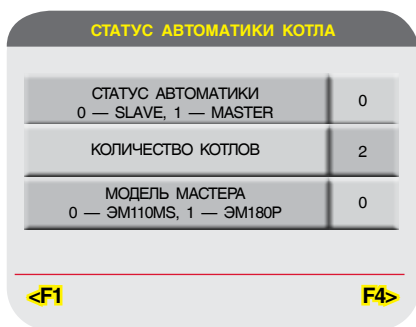 СТАТУС АВТОМАТИКИ КОТЛА
СТАТУС АВТОМАТИКИ
0 — SLAVE, 1 — MASTER
0
КОЛИЧЕСТВО КОТЛОВ
2
МОДЕЛЬ МАСТЕРА
0 — ЭМ110MS, 1 — ЭМ180Р
0
<F1
F4>